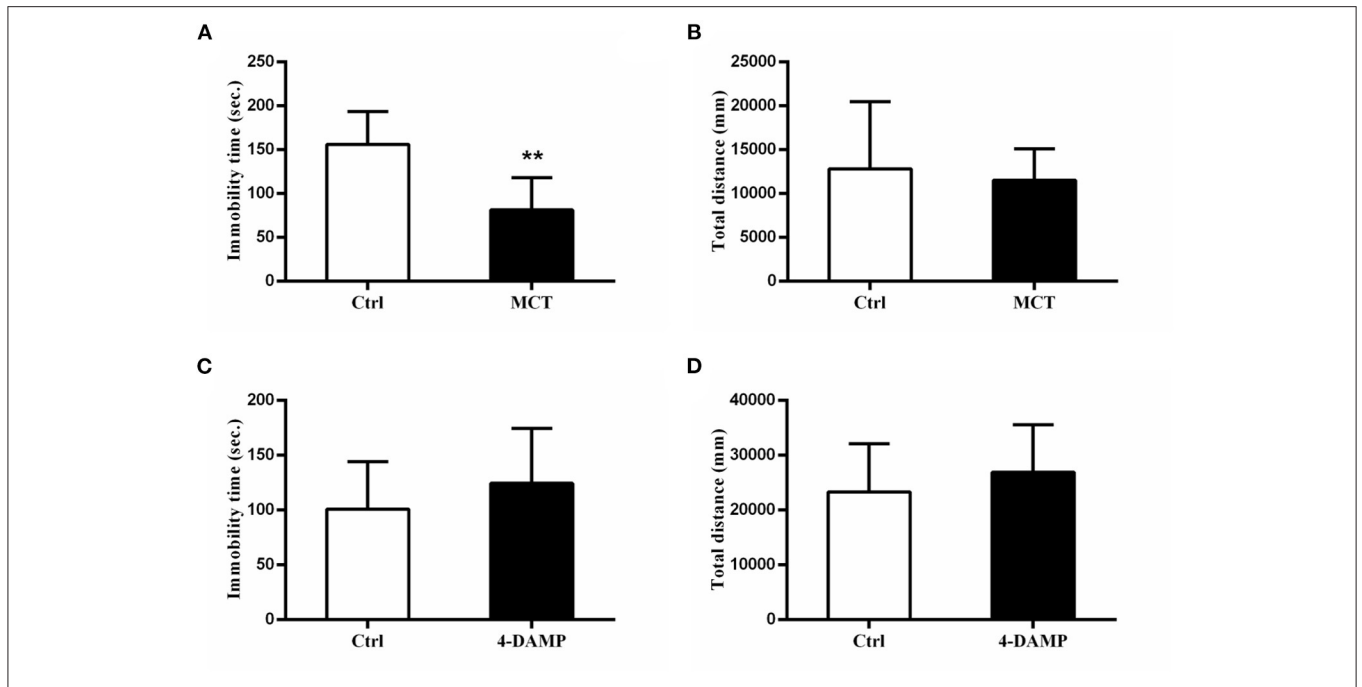 A
Immobility time (sec.)
250
200
150
100
50
0
**
Ctrl
MCT
B
Total distance (mm)
25000
20000
15000
10000
5000
0
Ctrl
MCT
C
Immobility time (sec.)
200
150
100
50
0
Ctrl
4-DAMP
D
Total distance (mm)
40000
30000
20000
10000
0
Ctrl
4-DAMP